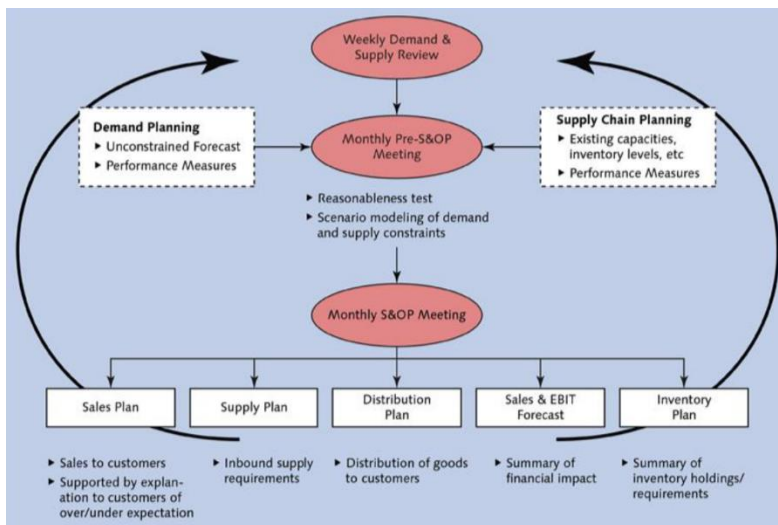 Weekly Demand &
Supply Review
Demand Planning
▶ Unconstrained Forecast
▶ Performance Measures
Monthly Pre-S&OP
Meeting
Supply Chain Planning
▶ Existing capacities,
inventory levels, etc
▶ Performance Measures
▶ Reasonableness test
▶ Scenario modeling of demand
and supply constraints
Monthly S&OP Meeting
Sales Plan
Supply Plan
Distribution
Plan
Sales & EBIT
Forecast
Inventory
Plan
▶ Sales to customers
▶ Supported by explan-
ation to customers of
over/under expectation
▶ Inbound supply
requirements
▶ Distribution of goods
to customers
▶ Summary of
financial impact
▶ Summary of
inventory holdings/
requirements